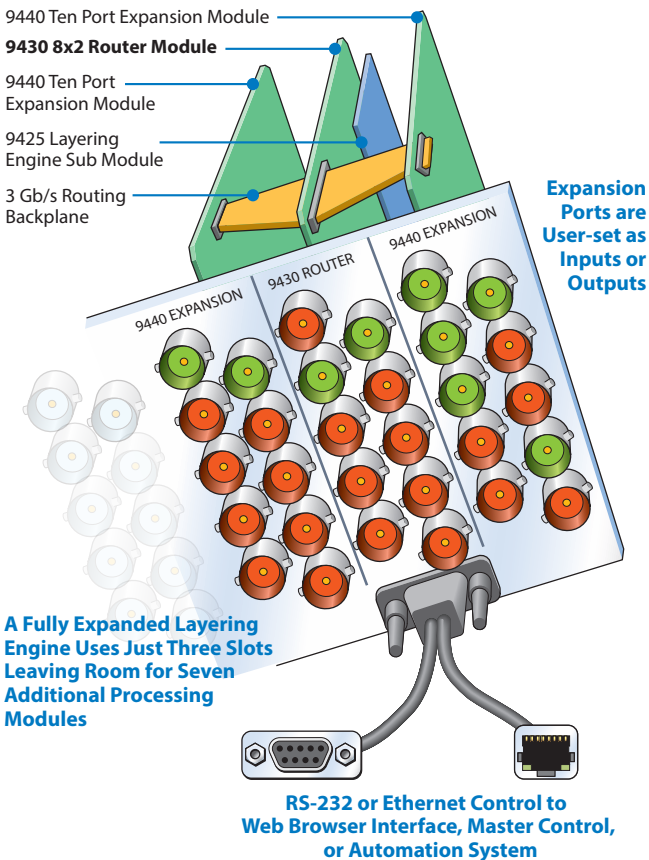 9440 Ten Port Expansion Module
9430 8x2 Router Module
9440 Ten Port
Expansion Module
9425 Layering
Engine Sub Module
3 Gb/s Routing
Backplane
Expansion
Ports are
User-set as
Inputs or
Outputs
9440 EXPANSION
9430 ROUTER
9440 EXPANSION
A Fully Expanded Layering
Engine Uses Just Three Slots
Leaving Room for Seven
Additional Processing
Modules
RS-232 or Ethernet Control to
Web Browser Interface, Master Control,
or Automation System